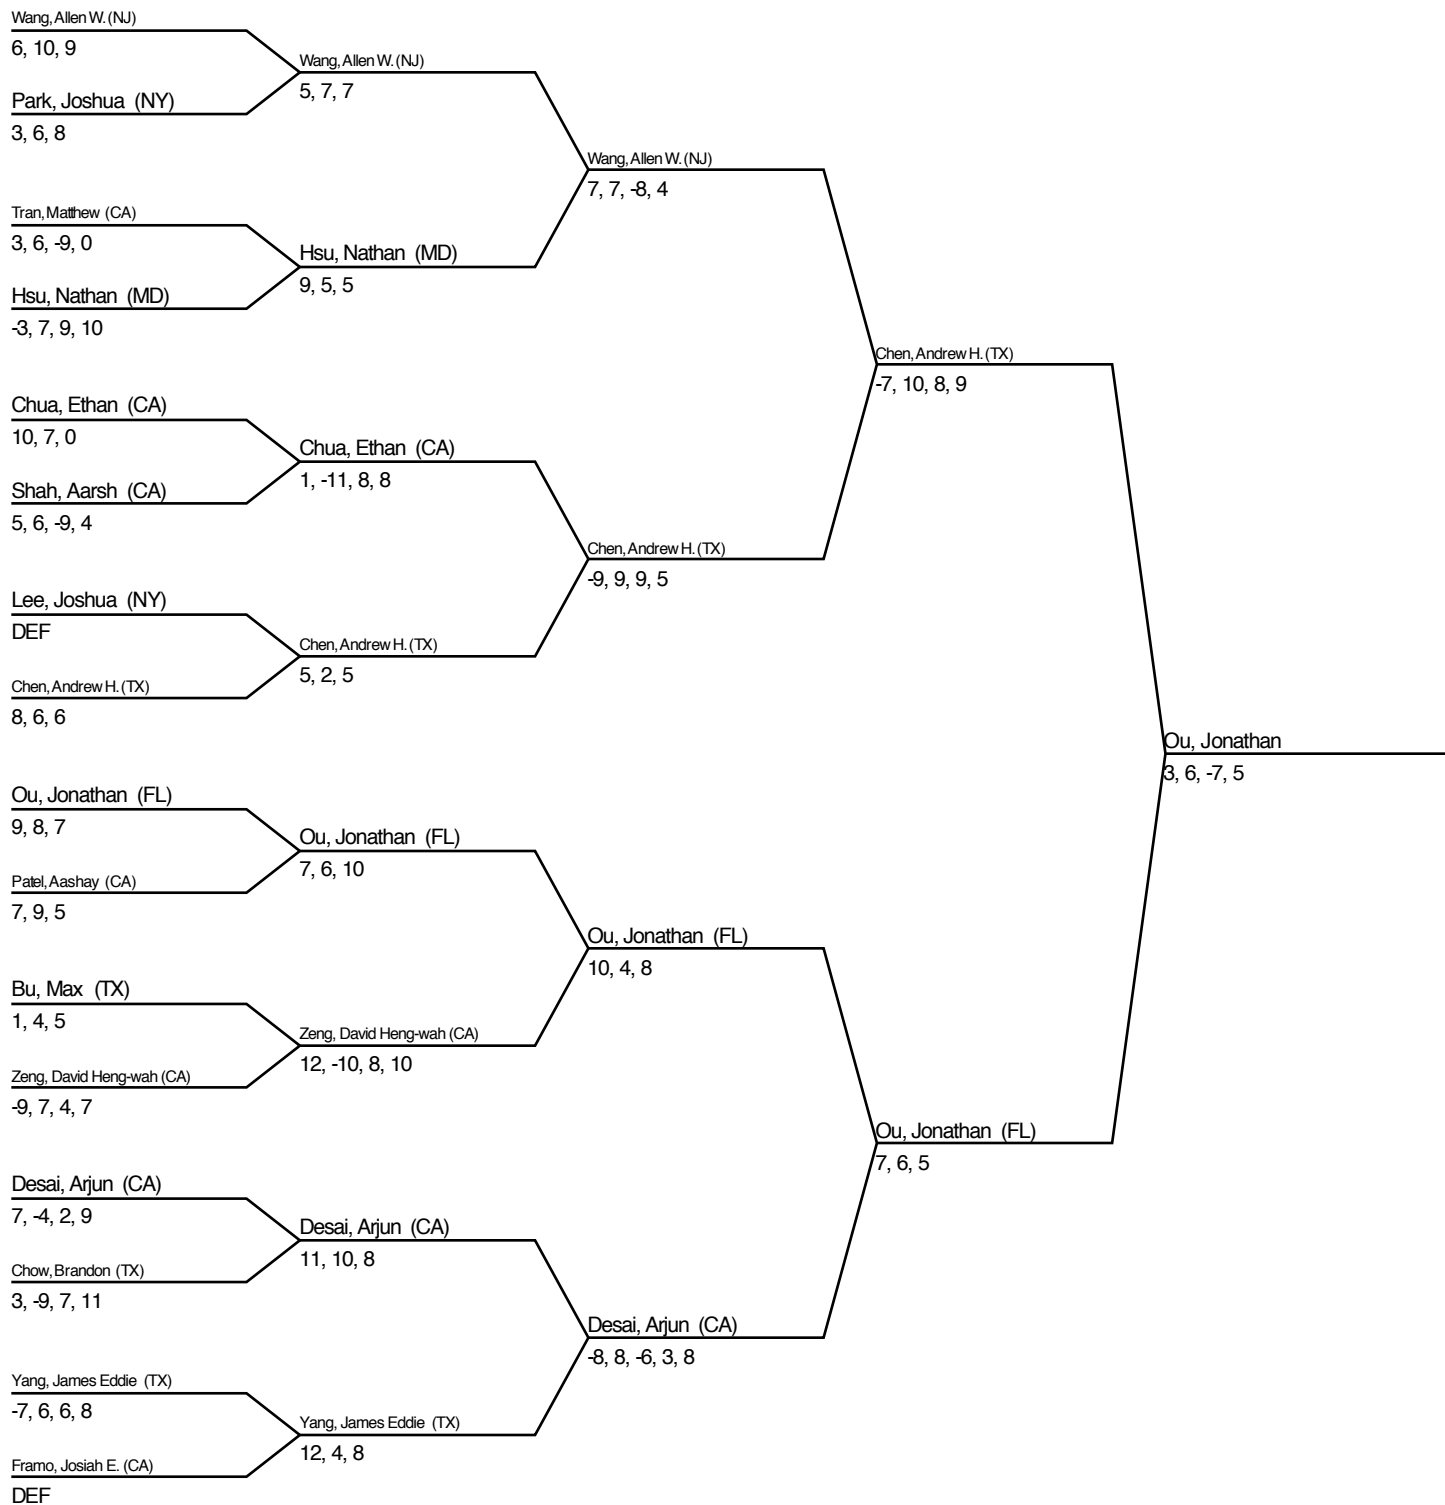 Wang, Allen W. (NJ)
6, 10, 9
Park, Joshua (NY)
3, 6, 8
Tran, Matthew (CA)
3, 6, -9, 0
Hsu, Nathan (MD)
-3, 7, 9, 10
Chua, Ethan (CA)
10, 7, 0
Shah, Aarsh (CA)
5, 6, -9, 4
Lee, Joshua (NY)
DEF
Chen, Andrew H. (TX)
8, 6, 6
Ou, Jonathan (FL)
9, 8, 7
Patel, Aashay (CA)
7, 9, 5
Bu, Max (TX)
1, 4, 5
Zeng, David Heng-wah (CA)
-9, 7, 4, 7
Desai, Arjun (CA)
7, -4, 2, 9
Chow, Brandon (TX)
3, -9, 7, 11
Yang, James Eddie (TX)
-7, 6, 6, 8
Framo, Josiah E. (CA)
DEF
Wang, Allen W. (NJ)
5, 7, 7
Hsu, Nathan (MD)
9, 5, 5
Chua, Ethan (CA)
1, -11, 8, 8
Chen, Andrew H. (TX)
5, 2, 5
Ou, Jonathan (FL)
7, 6, 10
Zeng, David Heng-wah (CA)
12, -10, 8, 10
Desai, Arjun (CA)
11, 10, 8
Yang, James Eddie (TX)
12, 4, 8
Wang, Allen W. (NJ)
7, 7, -8, 4
Chen, Andrew H. (TX)
-9, 9, 9, 5
Ou, Jonathan (FL)
10, 4, 8
Desai, Arjun (CA)
-8, 8, -6, 3, 8
Chen, Andrew H. (TX)
-7, 10, 8, 9
Ou, Jonathan (FL)
7, 6, 5
Ou, Jonathan
3, 6, -7, 5